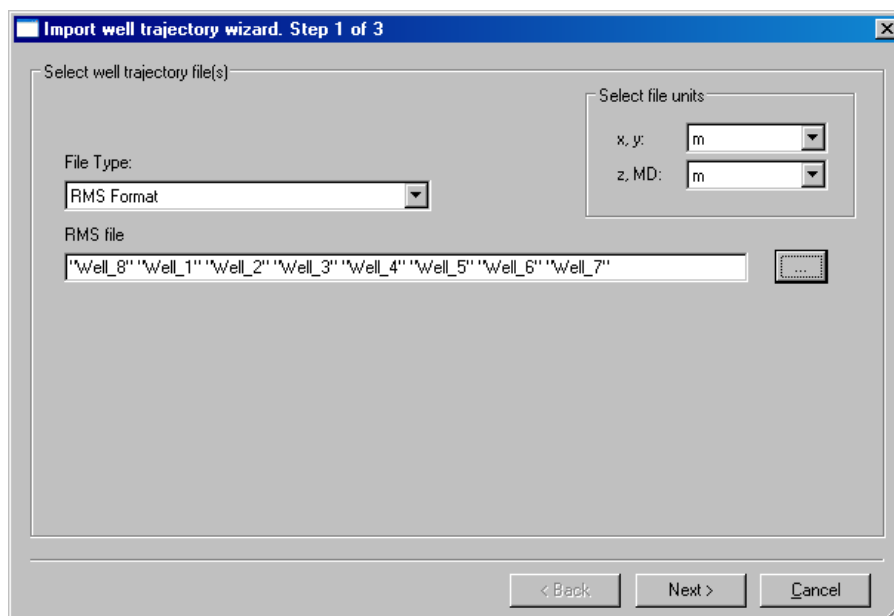 Import well trajectory wizard. Step 1 of 3
Select well trajectory file(s)
Select file units
x, y:
m
z, MD:
m
File Type:
RMS Format
RMS file
"Well_8" "Well_1" "Well_2" "Well_3" "Well_4" "Well_5" "Well_6" "Well_7"
...
< Back
Next >
Cancel